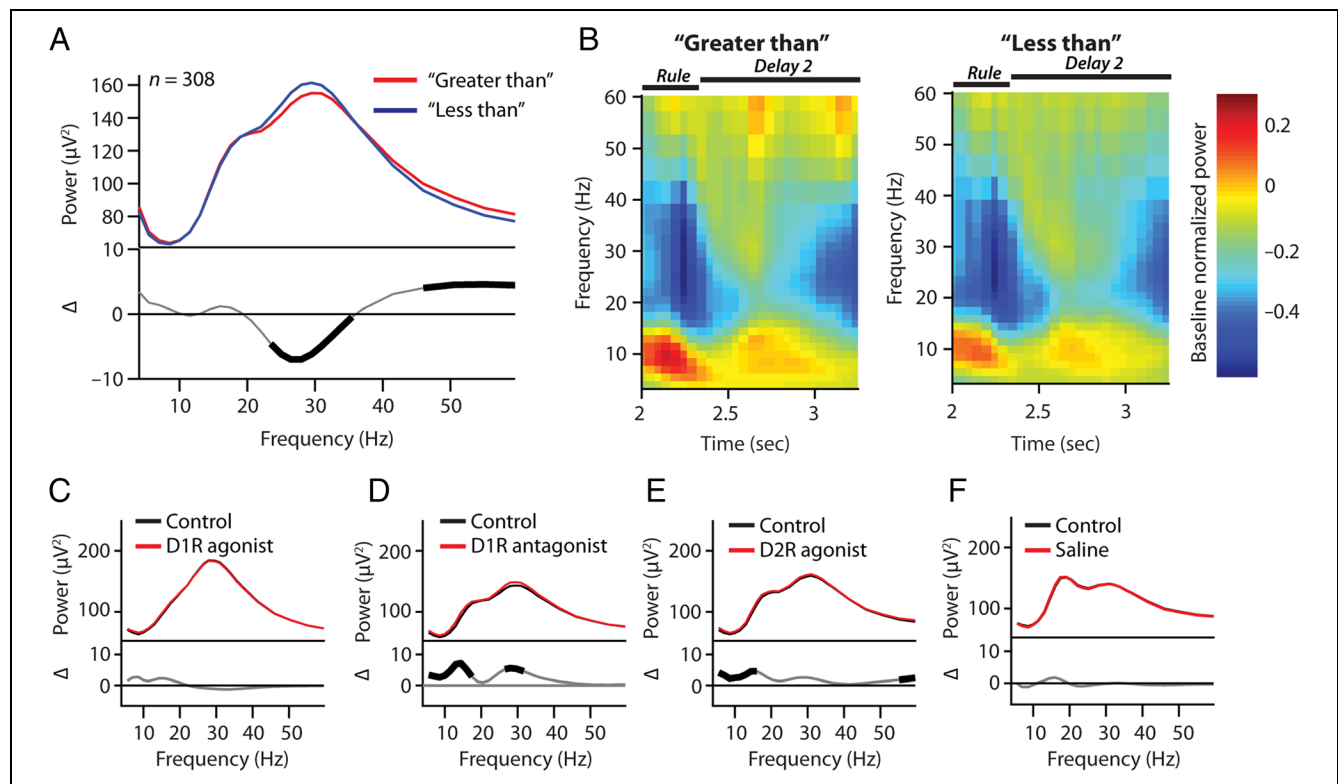 A
n = 308
"Greater than"
"Less than"
Power (μV²)
160
140
120
100
80
10
Δ
0
−10
10 20 30 40 50
Frequency (Hz)
B
"Greater than"
Rule
Delay 2
Frequency (Hz)
60
50
40
30
20
10
2 2.5 3
Time (sec)
"Less than"
Rule
Delay 2
Frequency (Hz)
60
50
40
30
20
10
2 2.5 3
Time (sec)
Baseline normalized power
0.2
0
−0.2
−0.4
C
Control
D1R agonist
Power (μV²)
200
100
Δ
10
0
10 20 30 40 50
Frequency (Hz)
D
Control
D1R antagonist
Power (μV²)
200
100
Δ
10
0
10 20 30 40 50
Frequency (Hz)
E
Control
D2R agonist
Power (μV²)
200
100
Δ
10
0
10 20 30 40 50
Frequency (Hz)
F
Control
Saline
Power (μV²)
200
100
Δ
10
0
10 20 30 40 50
Frequency (Hz)